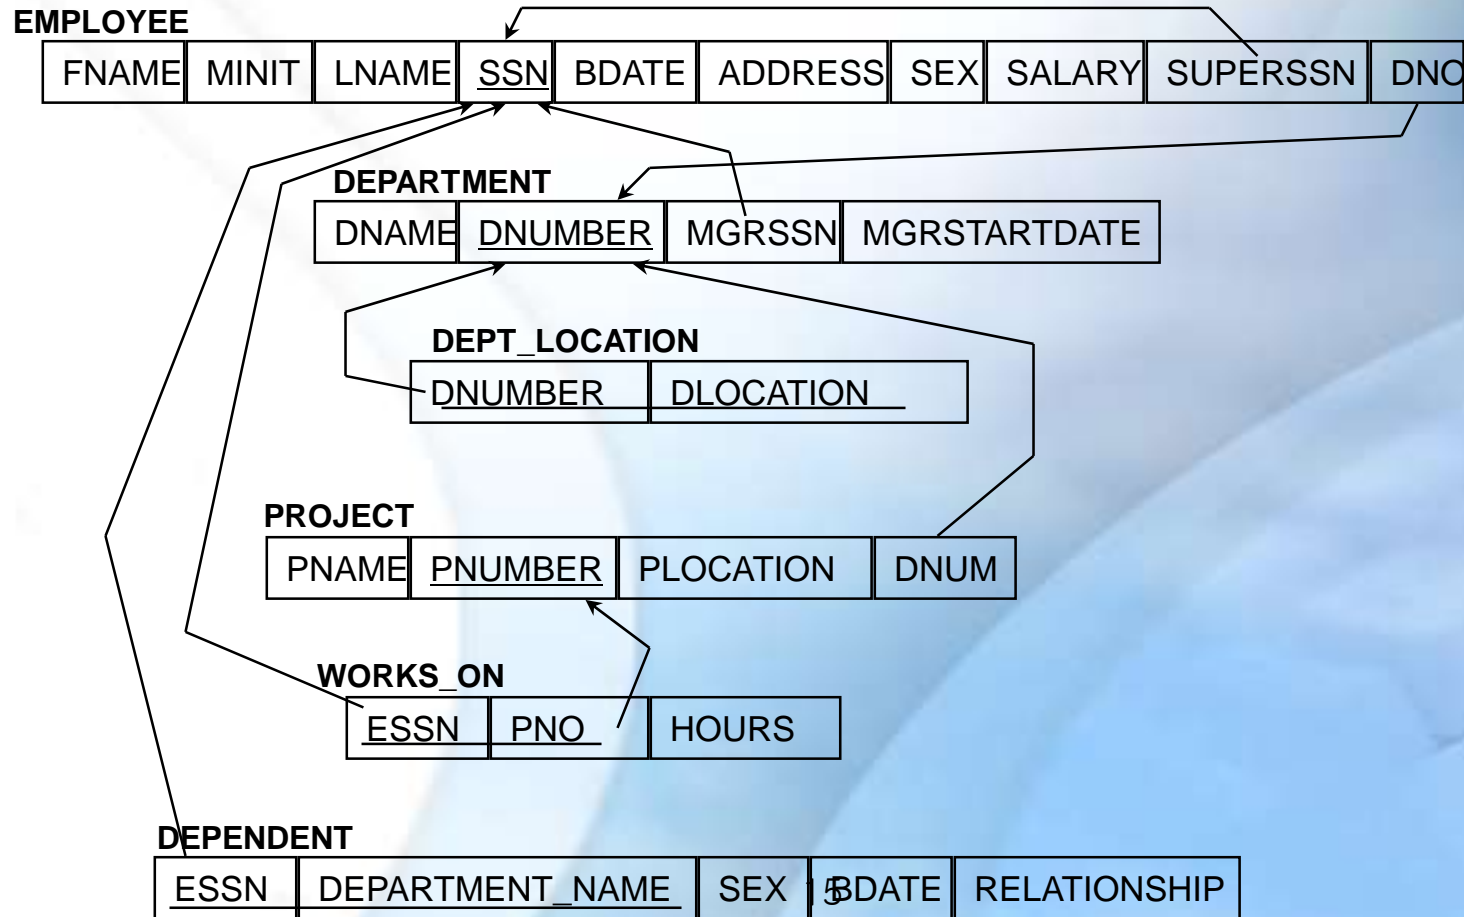 EMPLOYEE
FNAME MINIT LNAME SSN BDATE ADDRESS SEX SALARY SUPERSSN DNO
DEPARTMENT
DNAME DNUMBER MGRSSN MGRSTARTDATE
DEPT_LOCATION
DNUMBER DLOCATION
PROJECT
PNAME PNUMBER PLOCATION DNUM
WORKS_ON
ESSN PNO HOURS
DEPENDENT
ESSN DEPARTMENT_NAME SEX BDATE RELATIONSHIP
15